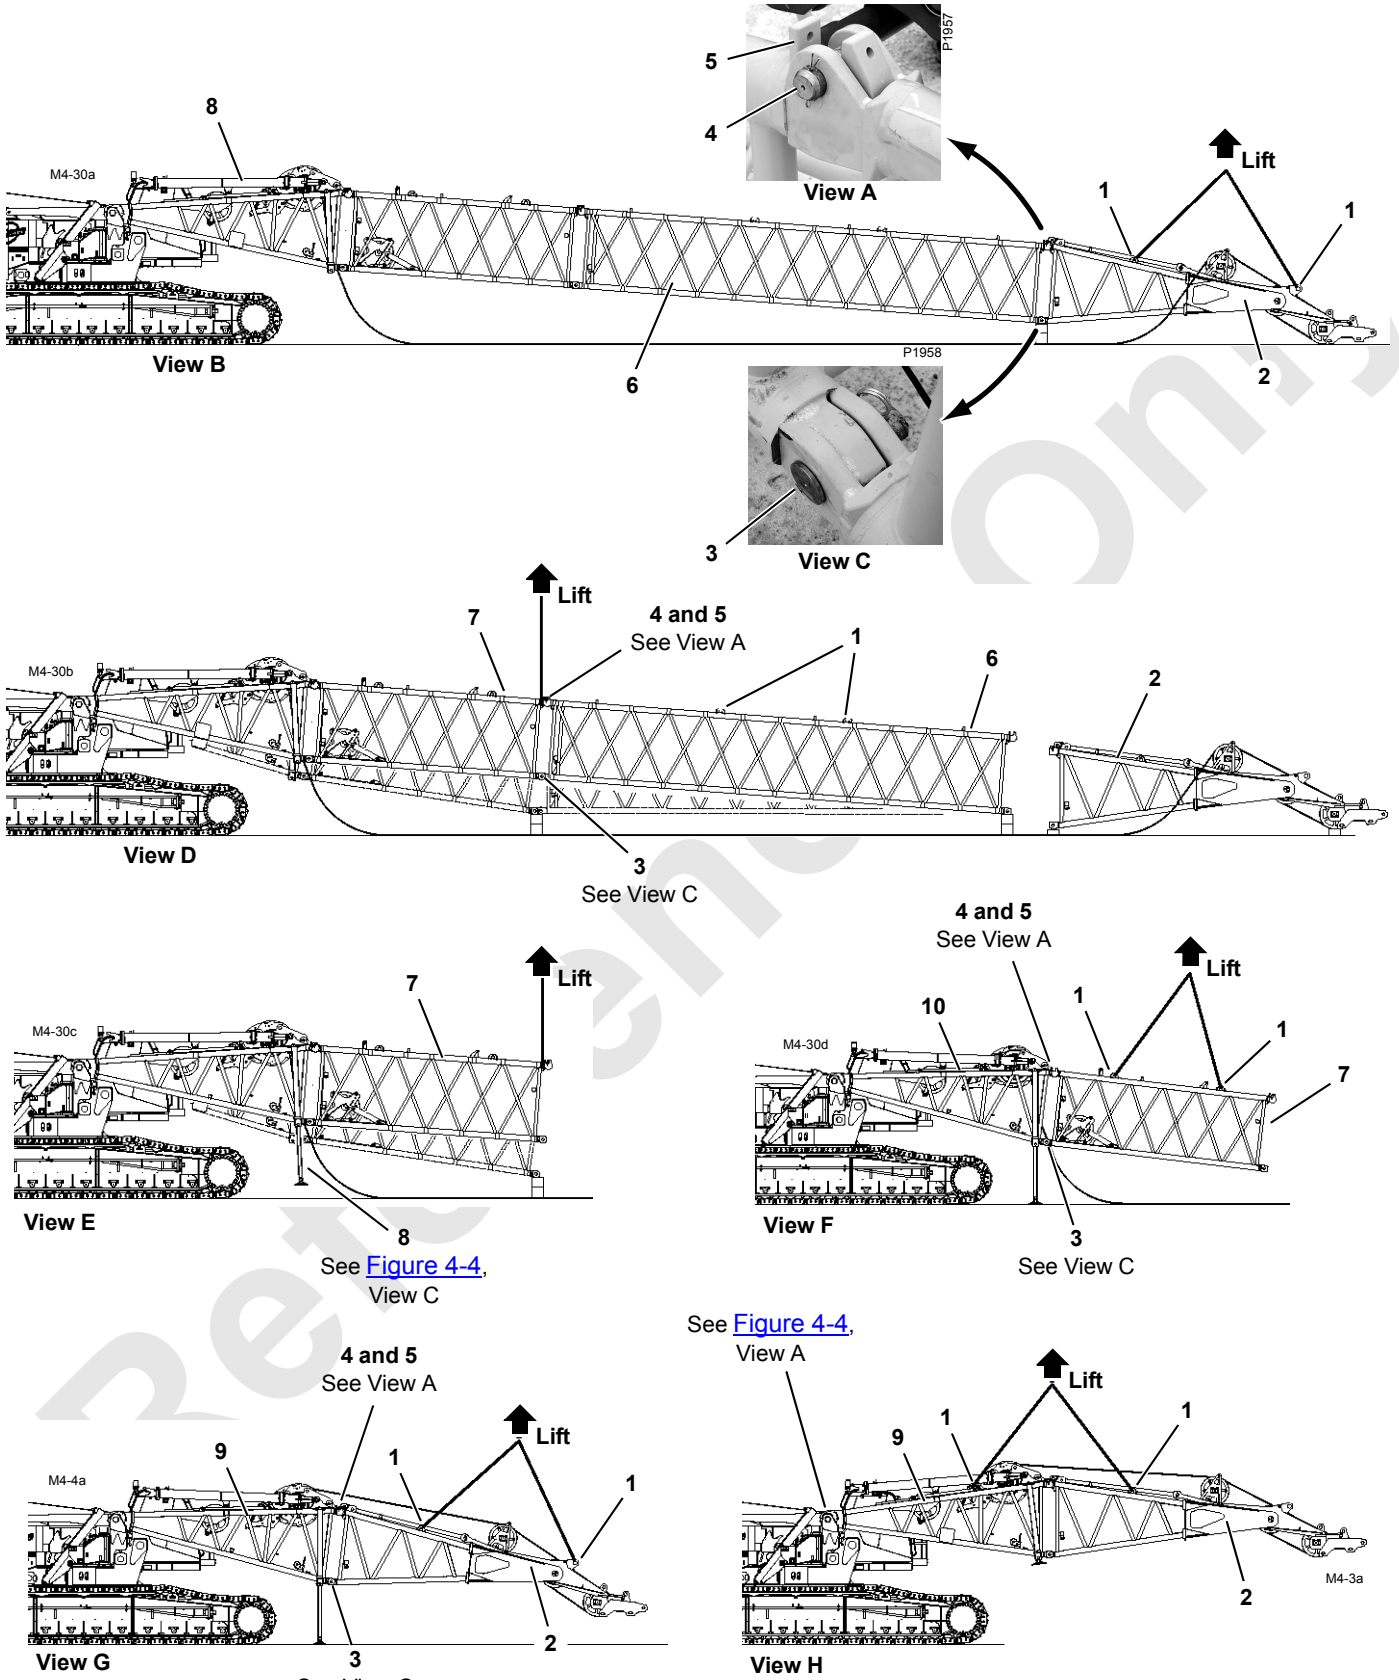 P1957
5
4
View A
8
M4-30a
Lift
1
1
View B
6
2
P1958
3
View C
Lift
7
4 and 5
See View A
1
6
2
M4-30b
View D
3
See View C
4 and 5
See View A
Lift
7
M4-30c
View E
8
See Figure 4-4,
View C
Lift
1
10
1
M4-30d
7
View F
3
See View C
See Figure 4-4,
View A
4 and 5
See View A
Lift
9
1
1
M4-4a
2
View G
3
Lift
1
1
9
2
M4-3a
View H
Reference Only